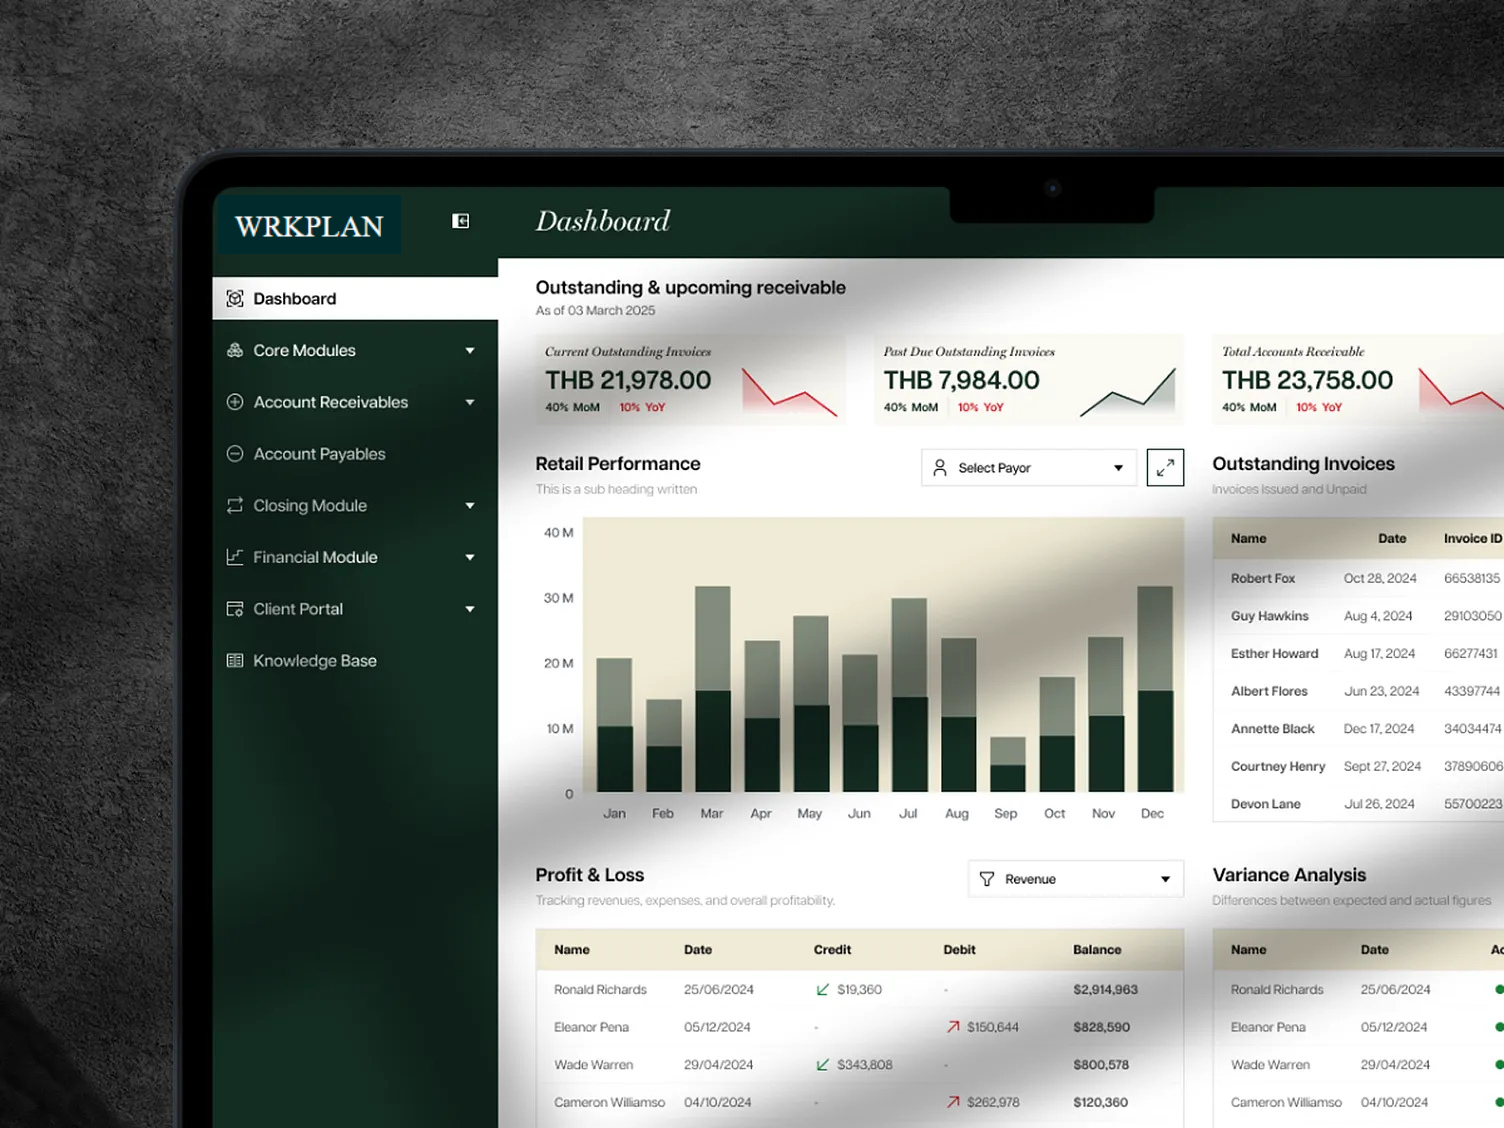 WRKPLAN
Dashboard
Dashboard
Core Modules
Account Receivables
Account Payables
Closing Module
Financial Module
Client Portal
Knowledge Base
Outstanding & upcoming receivable
As of 03 March 2025
Current Outstanding Invoices
THB 21,978.00
40% MoM 10% YoY
Past Due Outstanding Invoices
THB 7,984.00
40% MoM 10% YoY
Total Accounts Receivable
THB 23,758.00
40% MoM 10% YoY
Retail Performance
This is a sub heading written
Select Payor
40 M
30 M
20 M
10 M
0
Jan Feb Mar Apr May Jun Jul Aug Sep Oct Nov Dec
Outstanding Invoices
Invoices Issued and Unpaid
Name Date Invoice ID
Robert Fox Oct 28, 2024 66538135
Guy Hawkins Aug 4, 2024 29103050
Esther Howard Aug 17, 2024 66277431
Albert Flores Jun 23, 2024 43397744
Annette Black Dec 17, 2024 34034474
Courtney Henry Sept 27, 2024 37890606
Devon Lane Jul 26, 2024 55700223
Profit & Loss
Tracking revenues, expenses, and overall profitability.
Revenue
Name Date Credit Debit Balance
Ronald Richards 25/06/2024 $19,360 - $2,914,963
Eleanor Pena 05/12/2024 - $150,644 $828,590
Wade Warren 29/04/2024 $343,808 - $800,578
Cameron Williamso 04/10/2024 - $262,978 $120,360
Variance Analysis
Differences between expected and actual figures
Name Date
Ronald Richards 25/06/2024
Eleanor Pena 05/12/2024
Wade Warren 29/04/2024
Cameron Williamso 04/10/2024